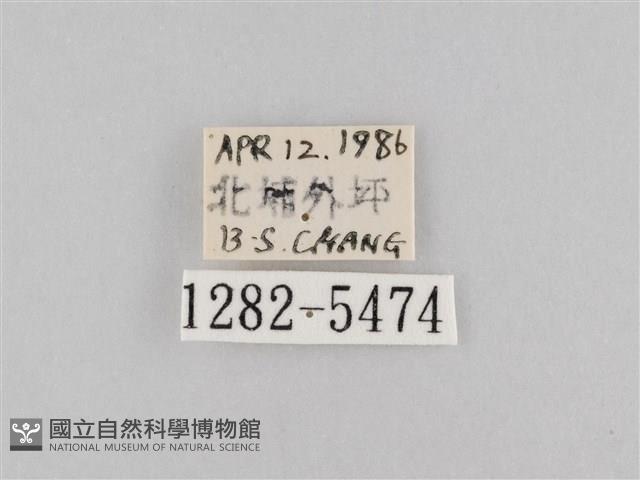 APR 12. 1986
北埔外坪
B-S. CHANG
1282-5474
國立自然科學博物館
NATIONAL MUSEUM OF NATURAL SCIENCE